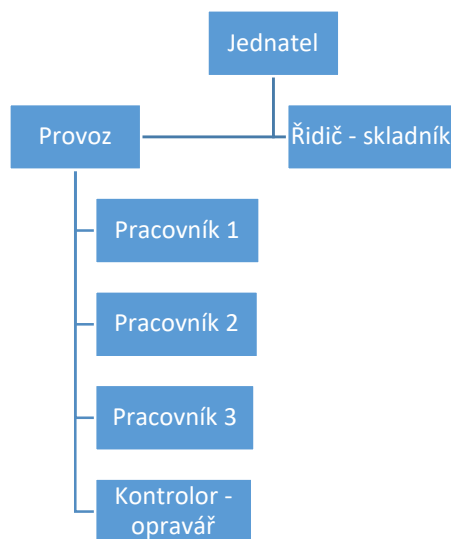 Jednatel
Provoz
Řidič - skladník
Pracovník 1
Pracovník 2
Pracovník 3
Kontrolor -
opravář